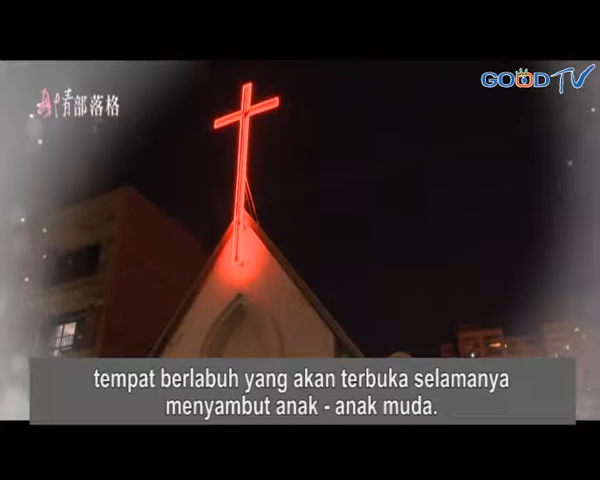 GOOD TV
青部落格
tempat berlabuh yang akan terbuka selamanya
menyambut anak - anak muda.